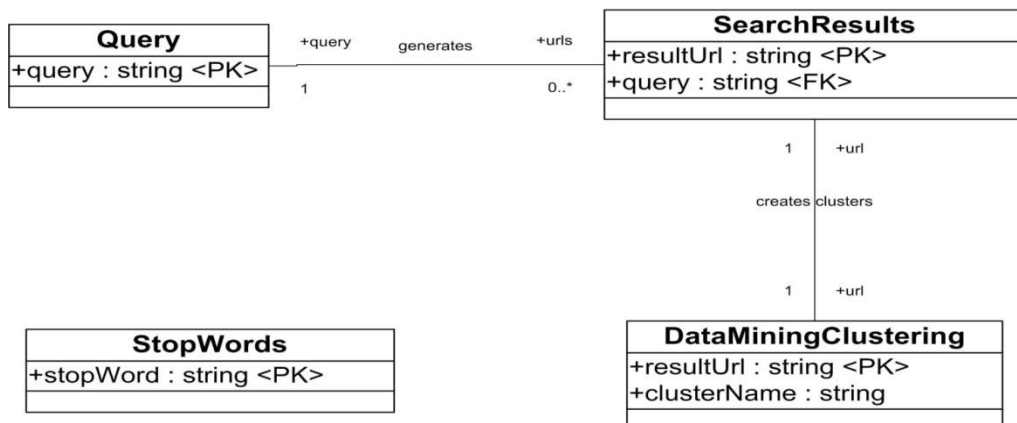 Query
+query : string <PK>
+query
generates
+urls
1
0..*
SearchResults
+resultUrl : string <PK>
+query : string <FK>
1
+url
creates clusters
1
+url
StopWords
+stopWord : string <PK>
DataMiningClustering
+resultUrl : string <PK>
+clusterName : string